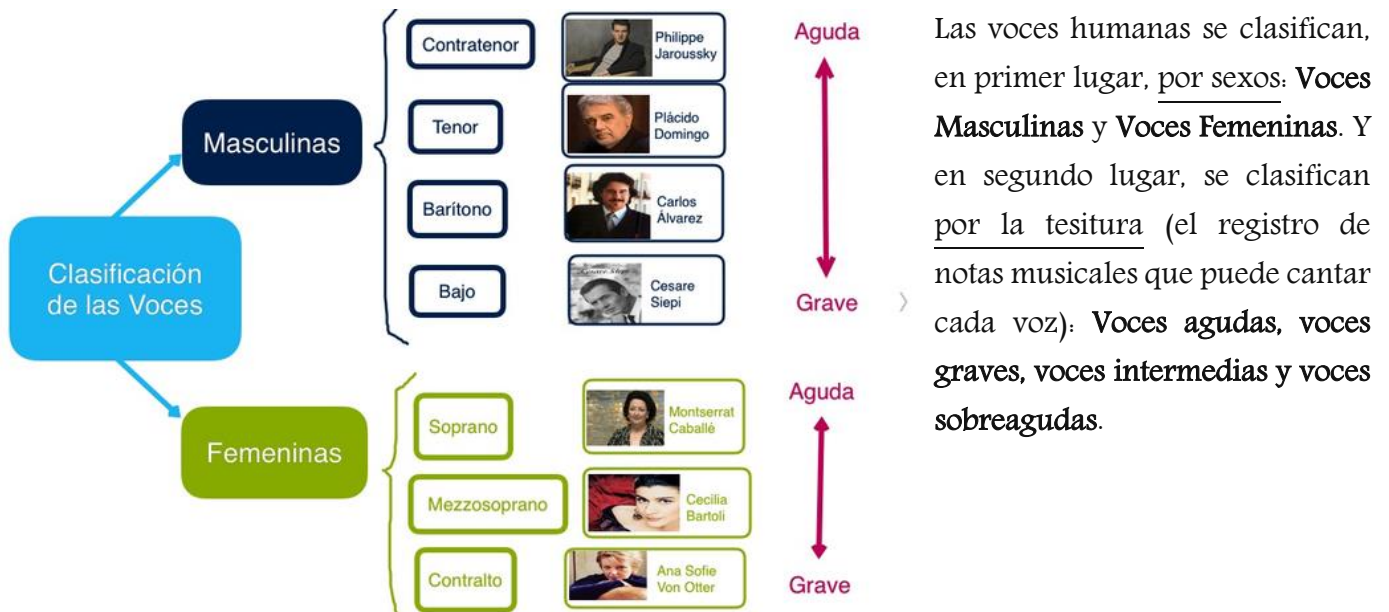 Clasificación
de las Voces
Masculinas
Contratenor
Philippe
Jaroussky
Tenor
Plácido
Domingo
Barítono
Carlos
Álvarez
Bajo
Cesare
Siepi
Aguda
Grave
Femeninas
Soprano
Montserrat
Caballé
Mezzosoprano
Cecilia
Bartoli
Contralto
Ana Sofie
Von Otter
Aguda
Grave
Las voces humanas se clasifican,
en primer lugar, por sexos: Voces
Masculinas y Voces Femeninas. Y
en segundo lugar, se clasifican
por la tesitura (el registro de
notas musicales que puede cantar
cada voz): Voces agudas, voces
graves, voces intermedias y voces
sobreagudas.